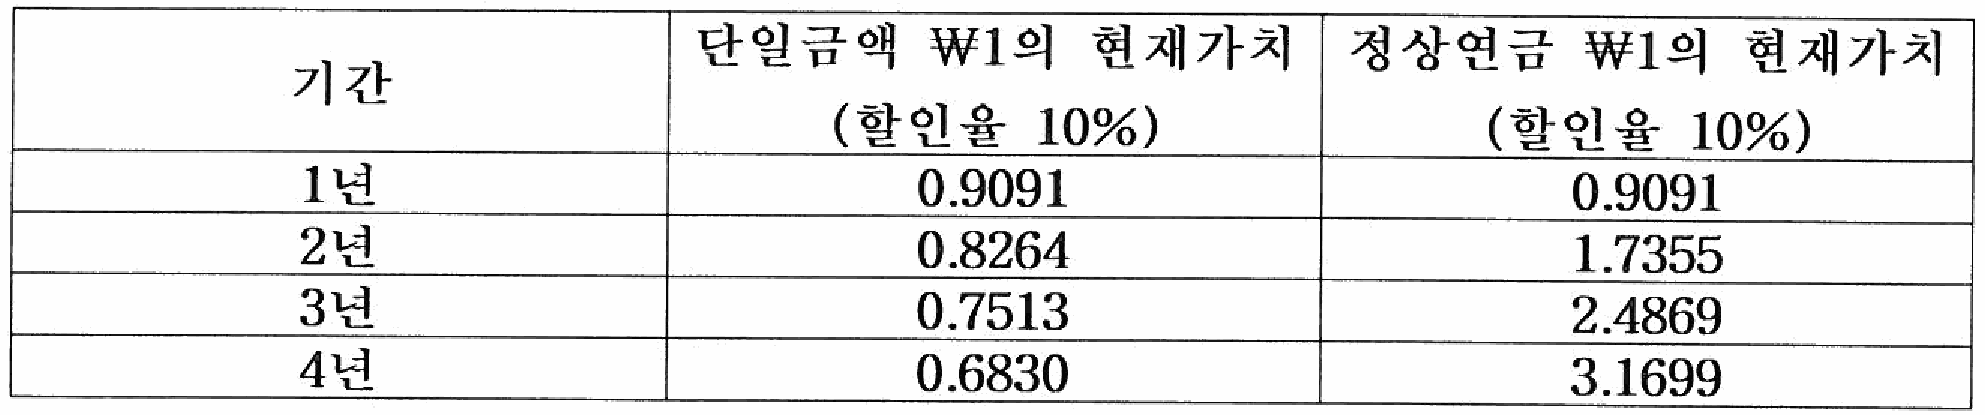 기간 단일금액 ₩1의 현재가치 정상연금 ₩1의 현재가치
(할인율 10%) (할인율 10%)
1년 0.9091 0.9091
2년 0.8264 1.7355
3년 0.7513 2.4869
4년 0.6830 3.1699